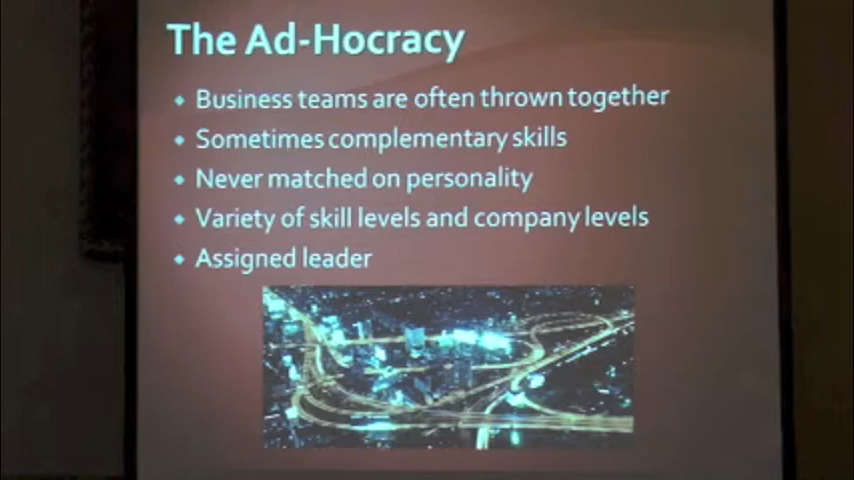 The Ad-Hocracy
Business teams are often thrown together
Sometimes complementary skills
Never matched on personality
Variety of skill levels and company levels
Assigned leader